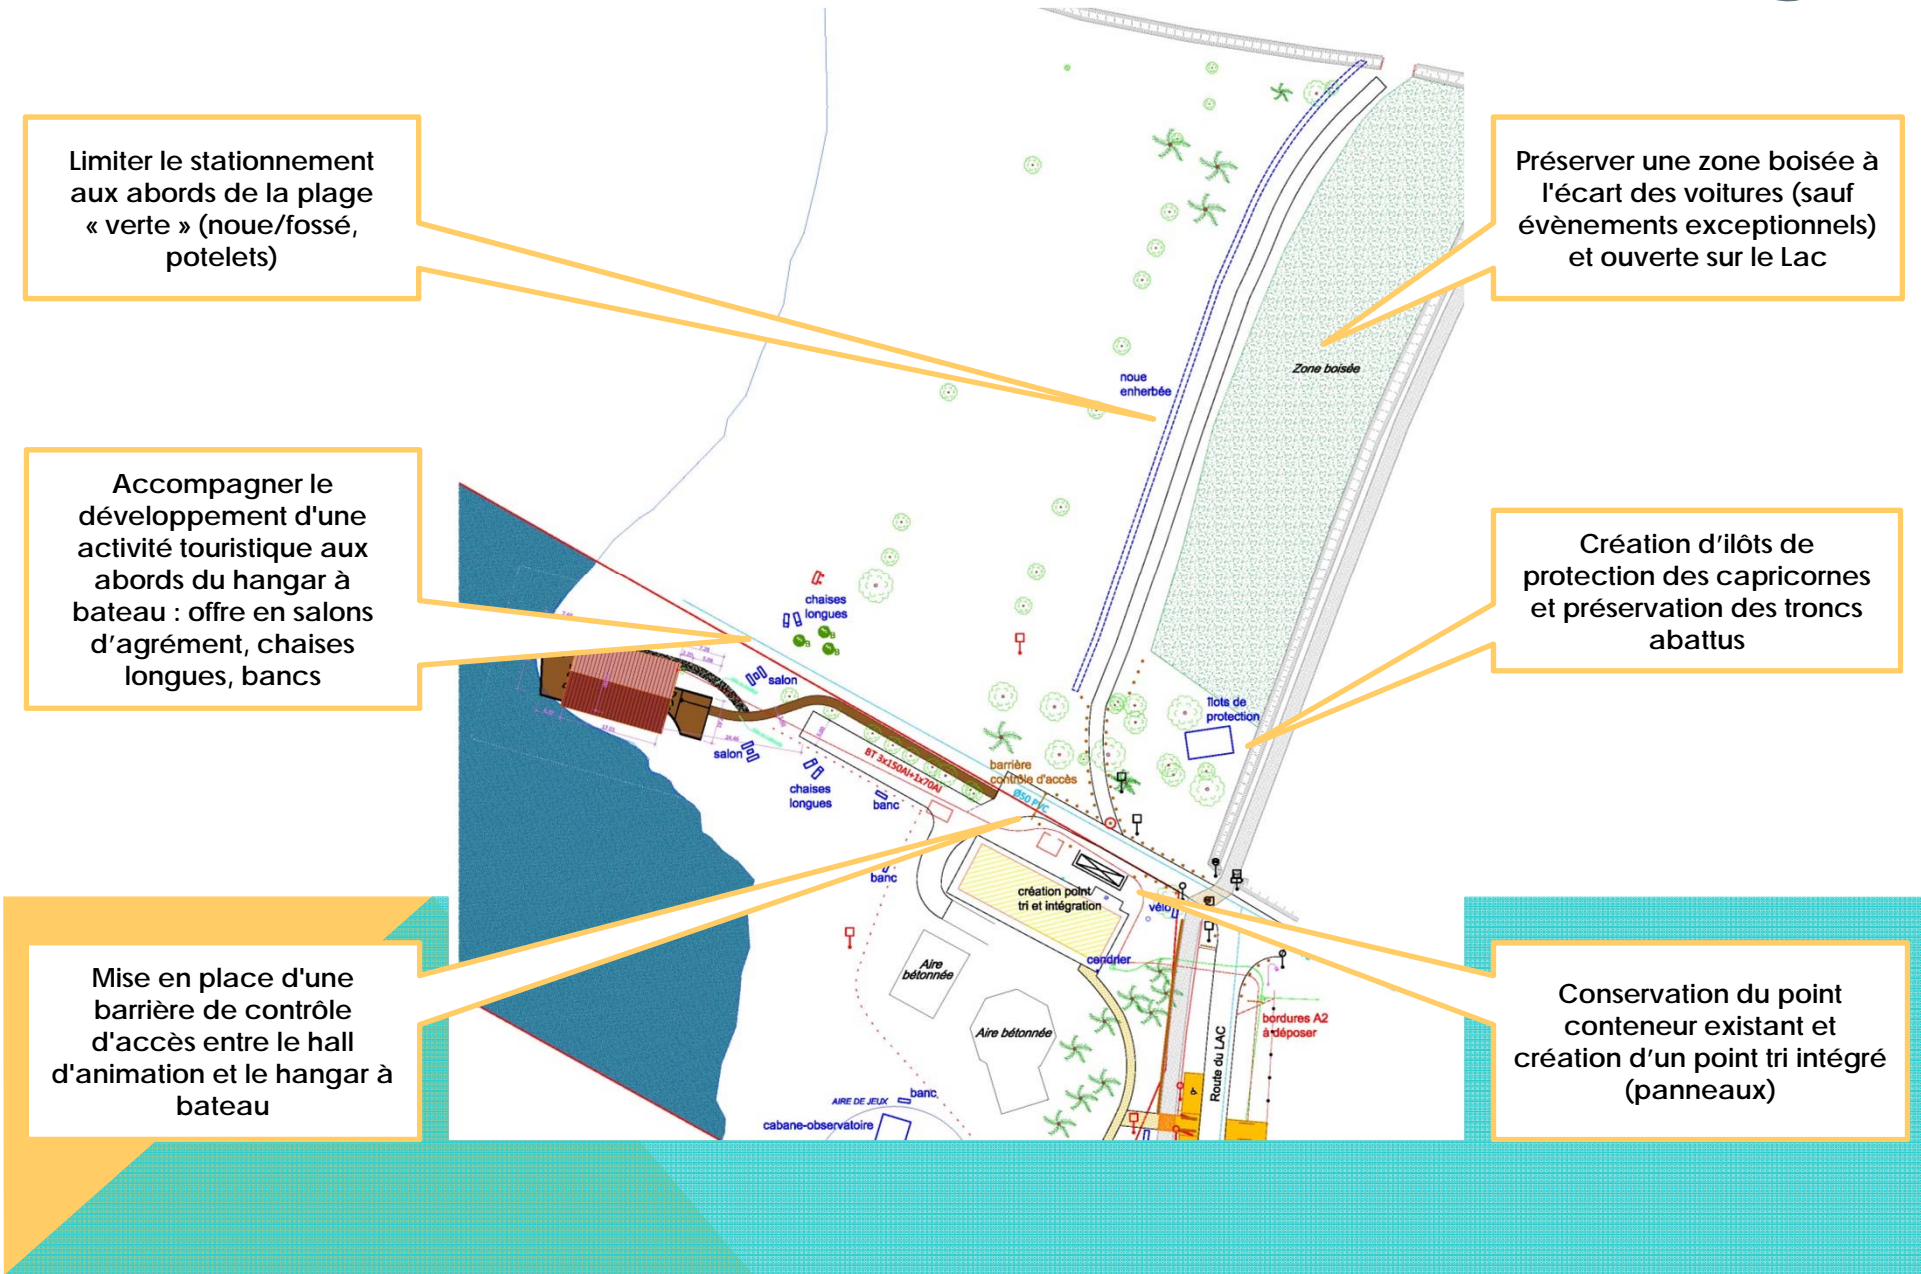 Limiter le stationnement
aux abords de la plage
« verte » (noue/fossé,
potelets)
Préserver une zone boisée à
l'écart des voitures (sauf
évènements exceptionnels)
et ouverte sur le Lac
Zone boisée
noue
enherbée
Accompagner le
développement d'une
activité touristique aux
abords du hangar à
bateau : offre en salons
d'agrément, chaises
longues, bancs
Création d'ilôts de
protection des capricornes
et préservation des troncs
abattus
chaises
longues
salon
îlots de
protection
salon
BT 3x150Al+1x70Al
chaises
longues
banc
barrière
contrôle d'accès
Ø50 PVC
banc
création point
tri et intégration
vélo
cendrier
Aire
bétonnée
Aire bétonnée
bordures A2
à déposer
Route du LAC
AIRE DE JEUX
banc
cabane-observatoire
Mise en place d'une
barrière de contrôle
d'accès entre le hall
d'animation et le hangar à
bateau
Conservation du point
conteneur existant et
création d'un point tri intégré
(panneaux)